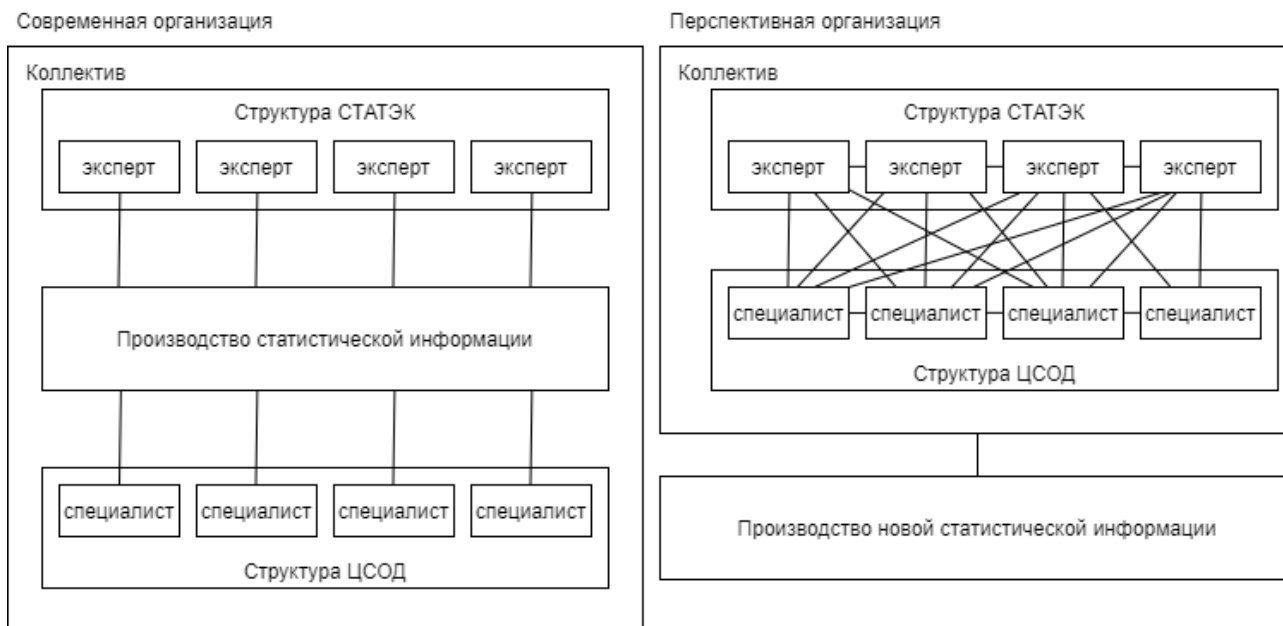 Современная организация
Коллектив
Структура СТАТЭК
эксперт
эксперт
эксперт
эксперт
Производство статистической информации
специалист
специалист
специалист
специалист
Структура ЦСОД
Перспективная организация
Коллектив
Структура СТАТЭК
эксперт
эксперт
эксперт
эксперт
специалист
специалист
специалист
специалист
Структура ЦСОД
Производство новой статистической информации